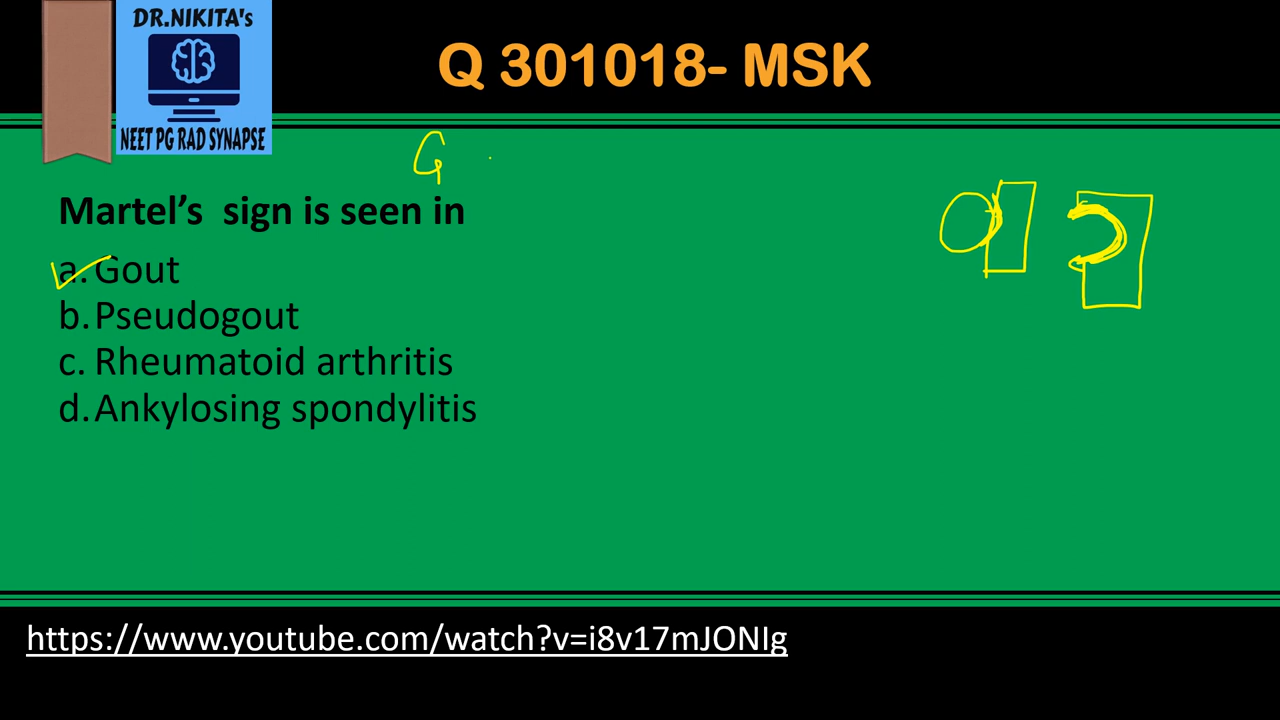 DR.NIKITA's
NEET PG RAD SYNAPSE
Q 301018- MSK
G
Martel’s sign is seen in
a. Gout
b. Pseudogout
c. Rheumatoid arthritis
d. Ankylosing spondylitis
https://www.youtube.com/watch?v=i8v17mJONIg